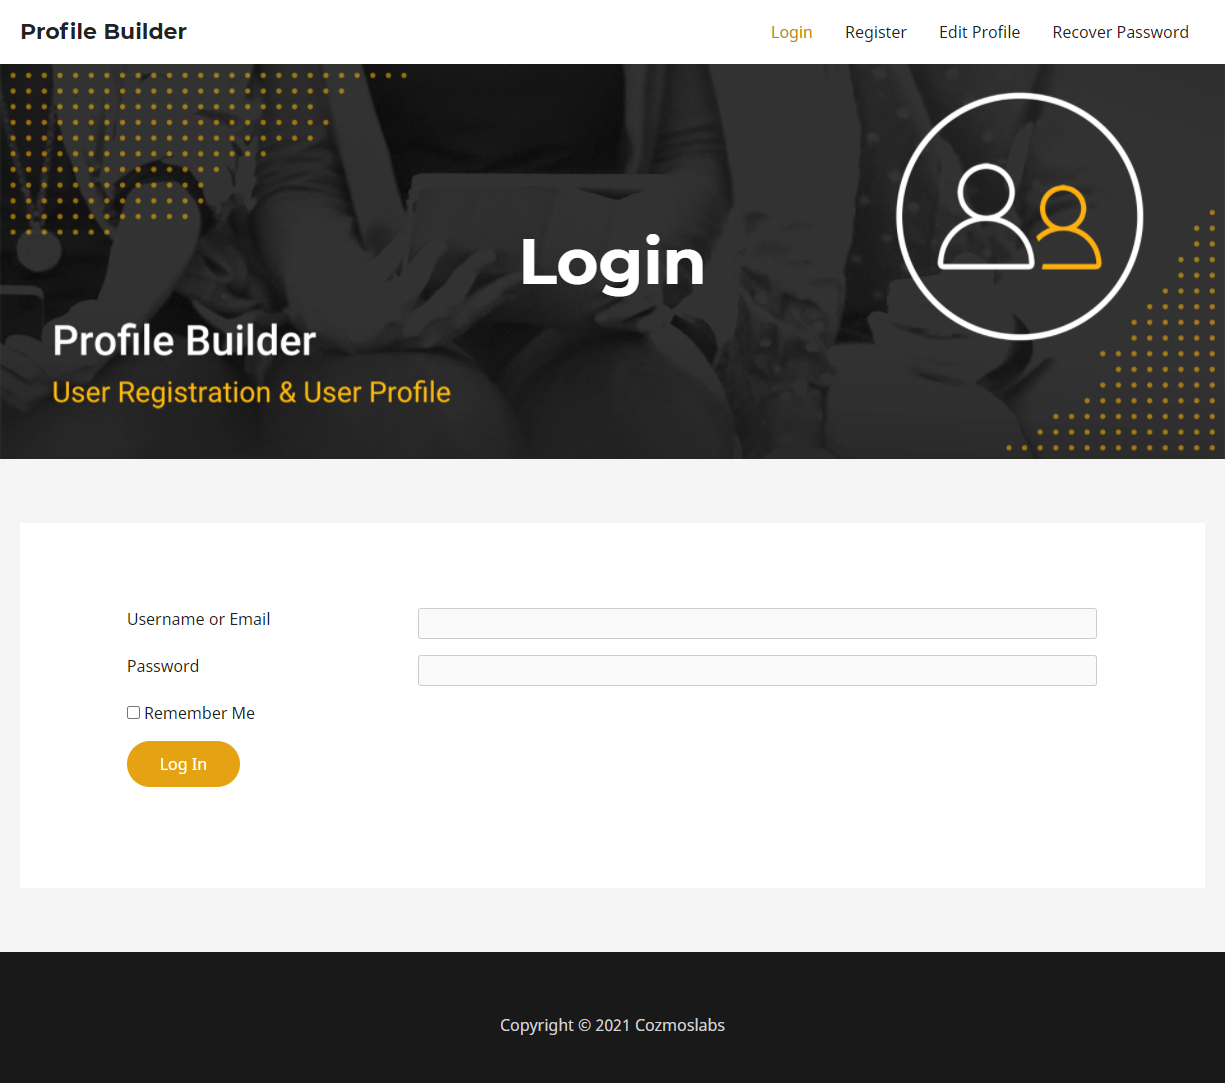 Profile Builder
Login
Register
Edit Profile
Recover Password
Login
Profile Builder
User Registration & User Profile
Username or Email
Password
Remember Me
Log In
Copyright © 2021 Cozmoslabs